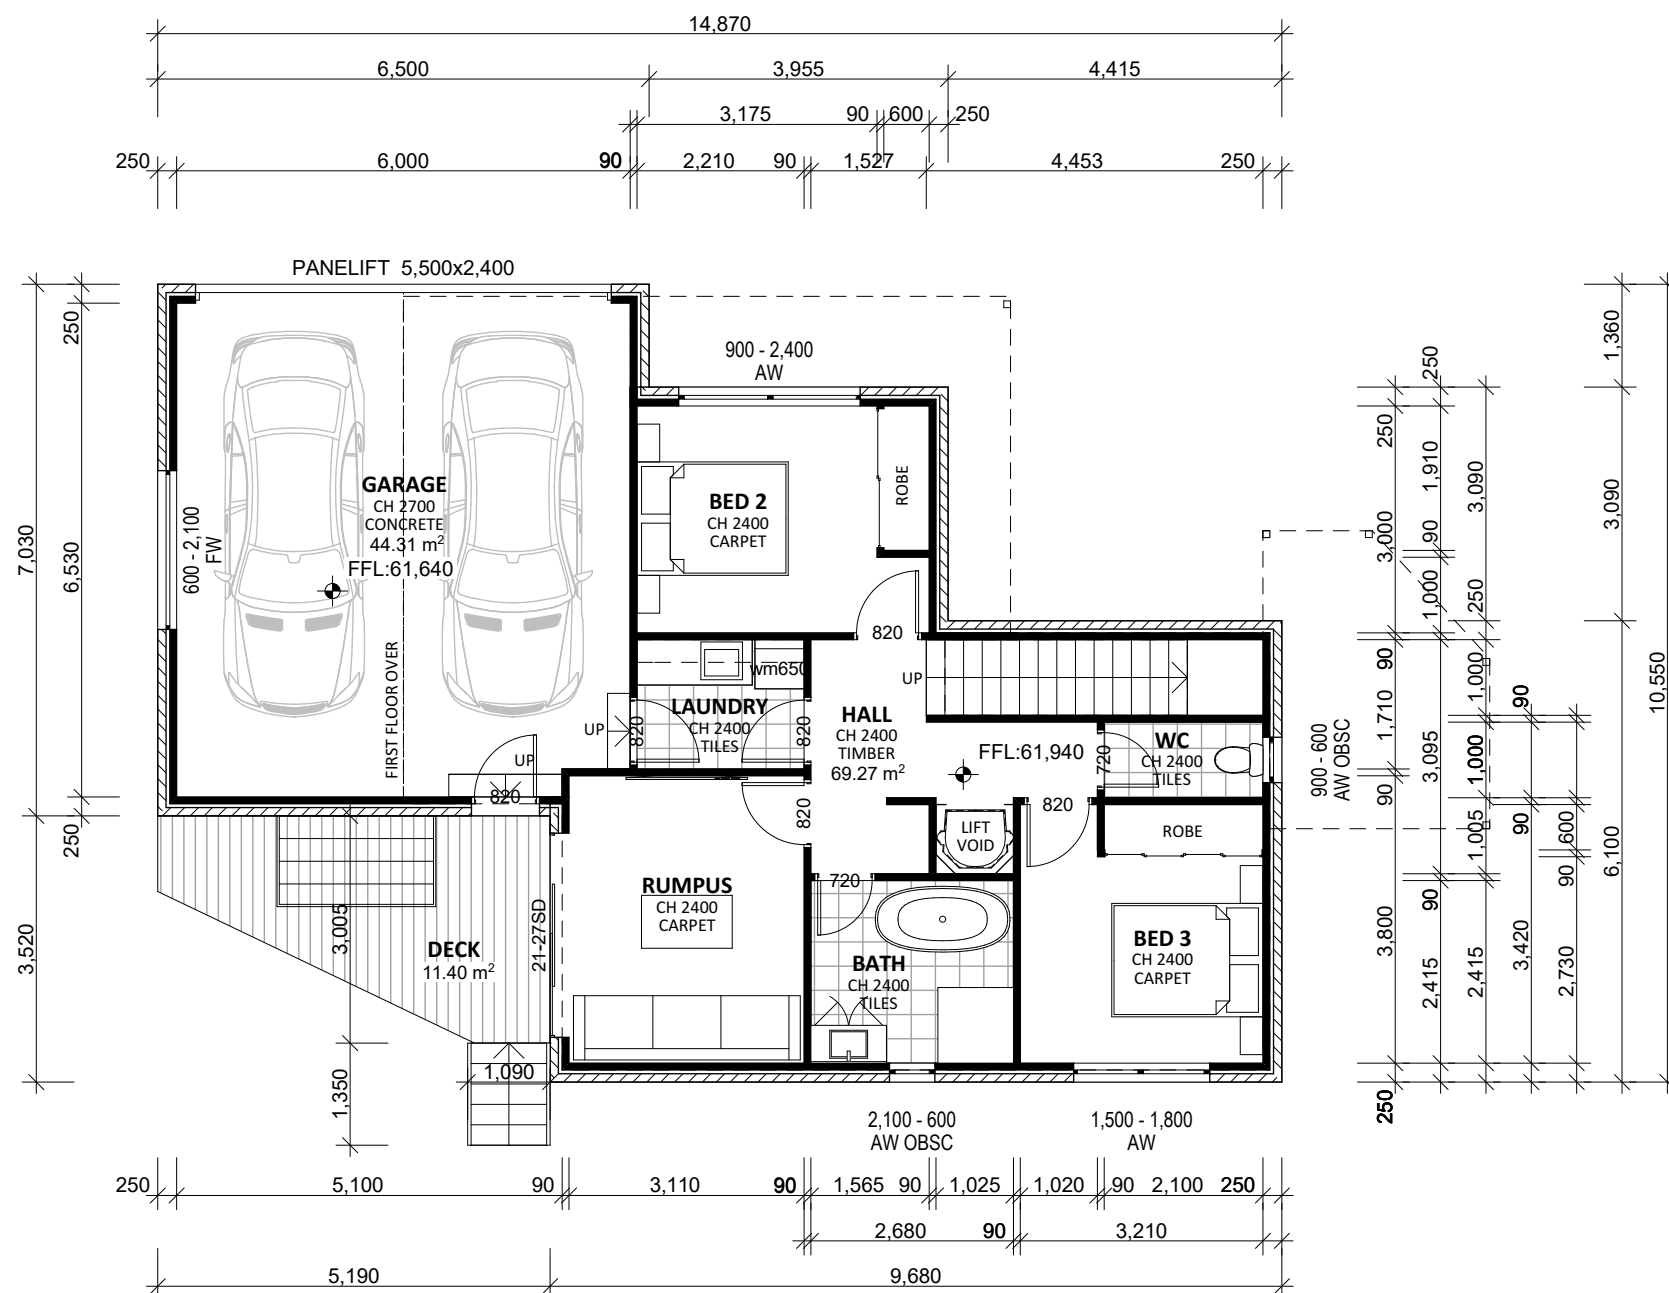 14,870
6,500 3,955 4,415
3,175 90 600 250
250 6,000 90 2,210 90 1,527 4,453 250
PANELIFT 5,500x2,400
7,030
3,520
250
6,530
250
900 - 2,400
AW
GARAGE
CH 2700
CONCRETE
44.31 m²
FFL:61,640
600 - 2,100
FW
FIRST FLOOR OVER
BED 2
CH 2400
CARPET
ROBE
820
wm650
LAUNDRY
CH 2400
TILES
820
820
UP
UP
820
HALL
CH 2400
TIMBER
69.27 m²
UP
FFL:61,940
WC
CH 2400
TILES
720
900 - 600
AW OBSC
820
820
LIFT
VOID
ROBE
RUMPUS
CH 2400
CARPET
720
21-27SD
DECK
11.40 m²
3,005
1,350
1,090
BATH
CH 2400
TILES
BED 3
CH 2400
CARPET
2,100 - 600
AW OBSC
1,500 - 1,800
AW
250
3,000
90
1,710
90
3,800
250
250
1,910
90
1,000
3,095
90
2,415
3,090
250
1,000
1,000
1,005
2,415
90
90
3,420
600
90
2,730
1,360
3,090
6,100
10,550
250 5,100 90 3,110 90 1,565 90 1,025 1,020 90 2,100 250
2,680 90 3,210
5,190 9,680